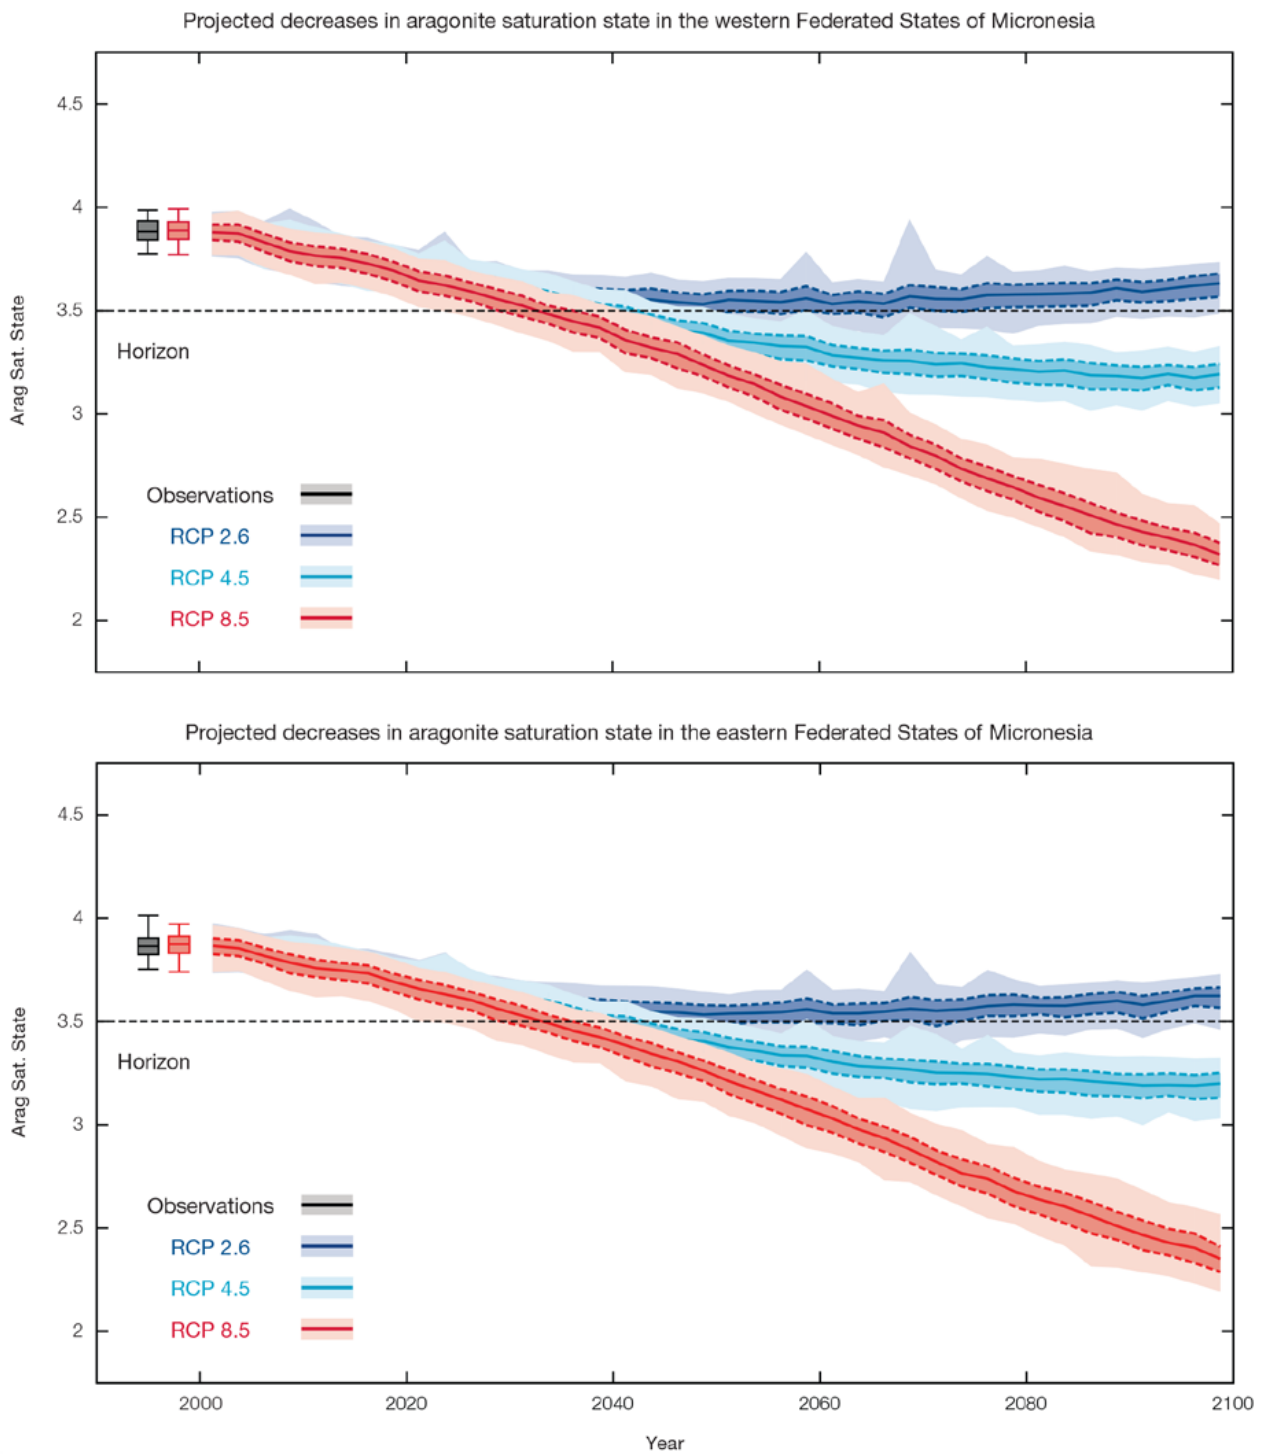 Projected decreases in aragonite saturation state in the western Federated States of Micronesia
4.5
4
3.5
3
2.5
2
Arag Sat. State
Horizon
Observations
RCP 2.6
RCP 4.5
RCP 8.5
Projected decreases in aragonite saturation state in the eastern Federated States of Micronesia
4.5
4
3.5
3
2.5
2
Arag Sat. State
Horizon
Observations
RCP 2.6
RCP 4.5
RCP 8.5
2000 2020 2040 2060 2080 2100
Year